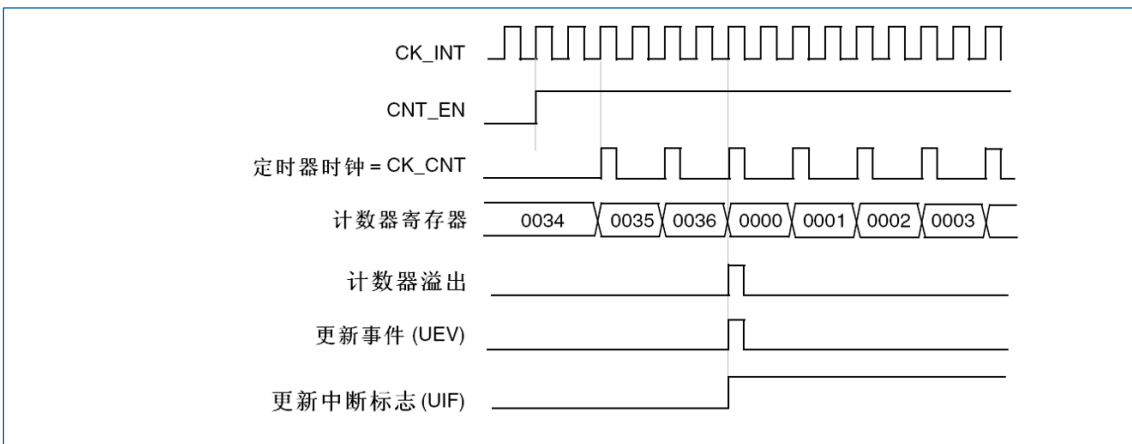 CK_INT
CNT_EN
定时器时钟 = CK_CNT
计数器寄存器 0034 0035 0036 0000 0001 0002 0003
计数器溢出
更新事件 (UEV)
更新中断标志 (UIF)